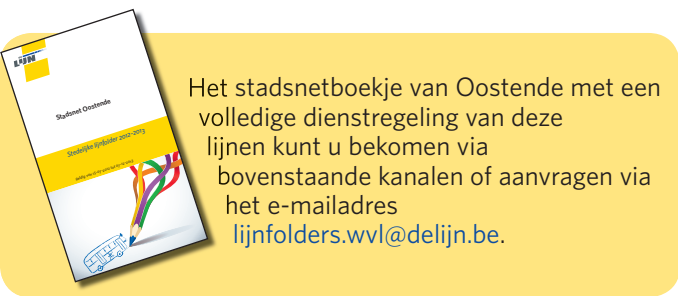 LIJN
Stadsnet Oostende
Stedelijke lijnfolder 2012-2013
Het stadsnetboekje van Oostende met een
volledige dienstregeling van deze
lijnen kunt u bekomen via
bovenstaande kanalen of aanvragen via
het e-mailadres
lijnfolders.wvl@delijn.be.